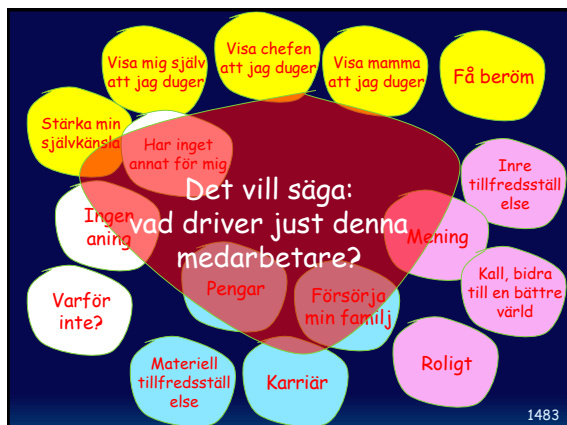 Visa mig själv
att jag duger
Visa chefen
att jag duger
Visa mamma
att jag duger
Få beröm
Stärka min
självkänsla
Har inget
annat för mig
Inre
tillfredsställ
else
Det vill säga:
vad driver just denna
medarbetare?
Ingen
aning
Mening
Kall, bidra
till en bättre
värld
Pengar
Försörja
min familj
Varför
inte?
Materiell
tillfredsställ
else
Karriär
Roligt
1483